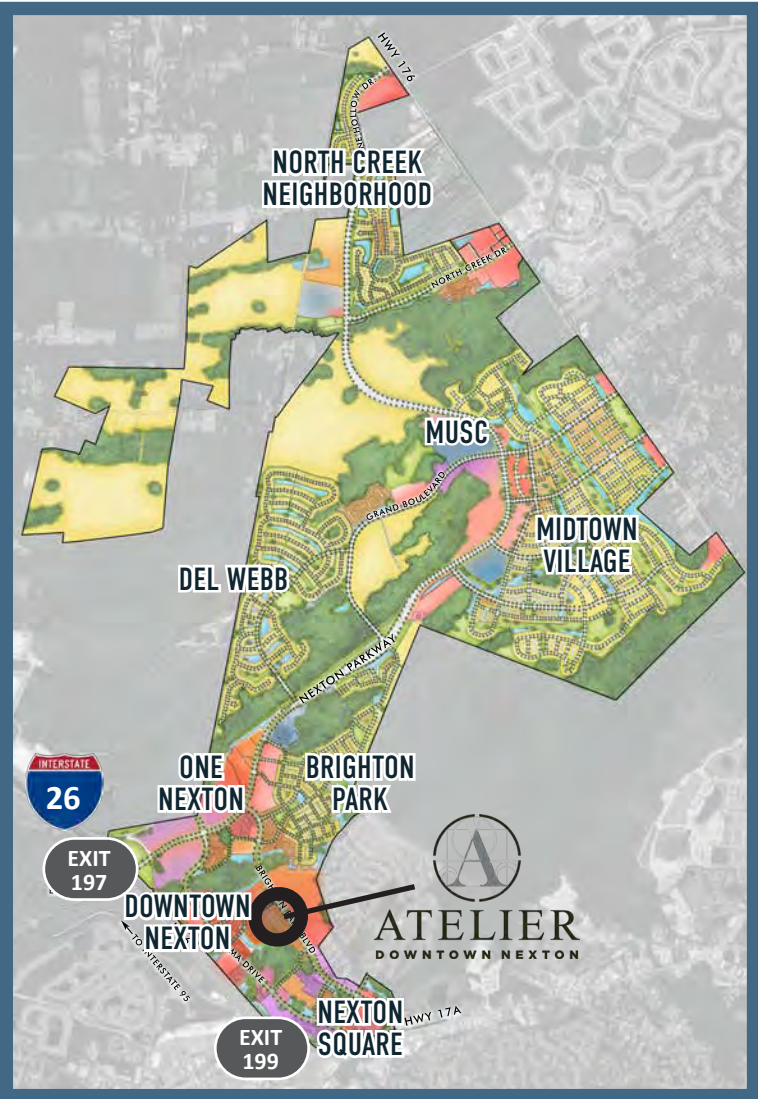 HWY 176
NORTH CREEK
NEIGHBORHOOD
NORTH CREEK DR
MUSC
GRAND BOULEVARD
MIDTOWN
VILLAGE
DEL WEBB
NEXTON PARKWAY
INTERSTATE
26
ONE
NEXTON
BRIGHTON
PARK
EXIT
197
A
ATELIER
DOWNTOWN NEXTON
DOWNTOWN
NEXTON
BLVD
DRIVE
TO INTERSTATE 95
NEXTON
SQUARE
HWY 17A
EXIT
199